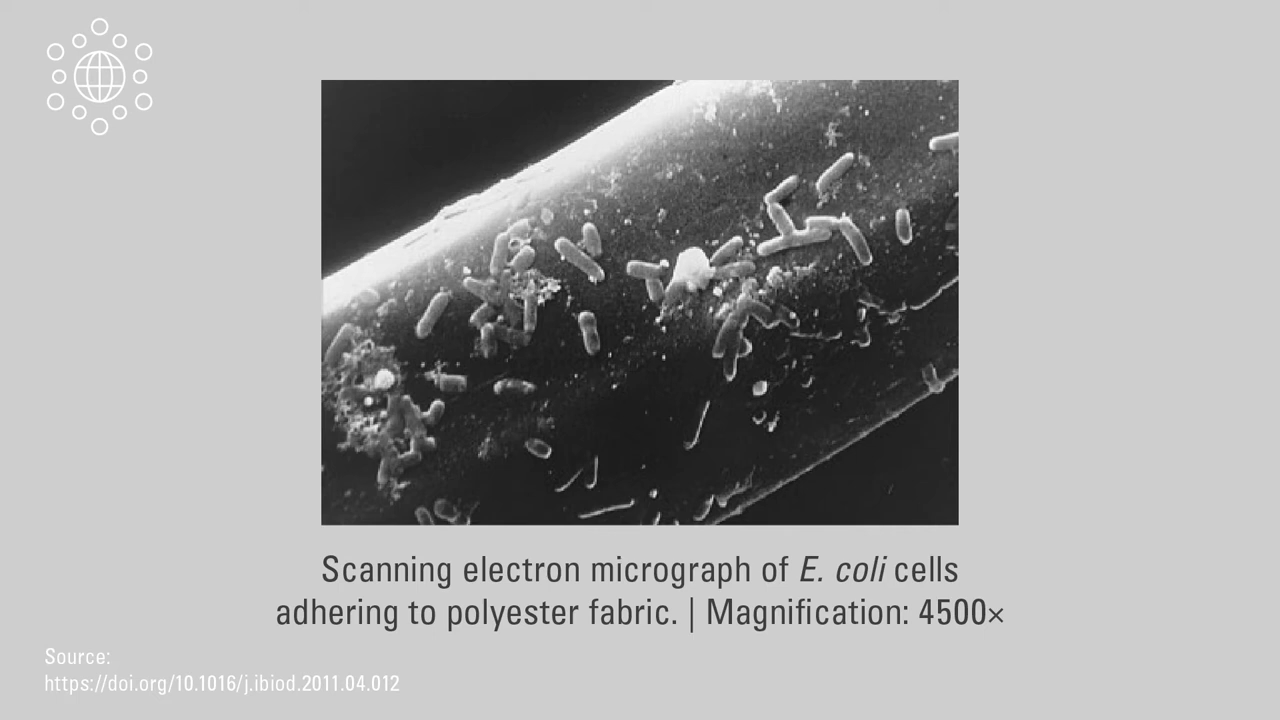 Scanning electron micrograph of E. coli cells
adhering to polyester fabric. | Magnification: 4500×
Source:
https://doi.org/10.1016/j.ibiod.2011.04.012